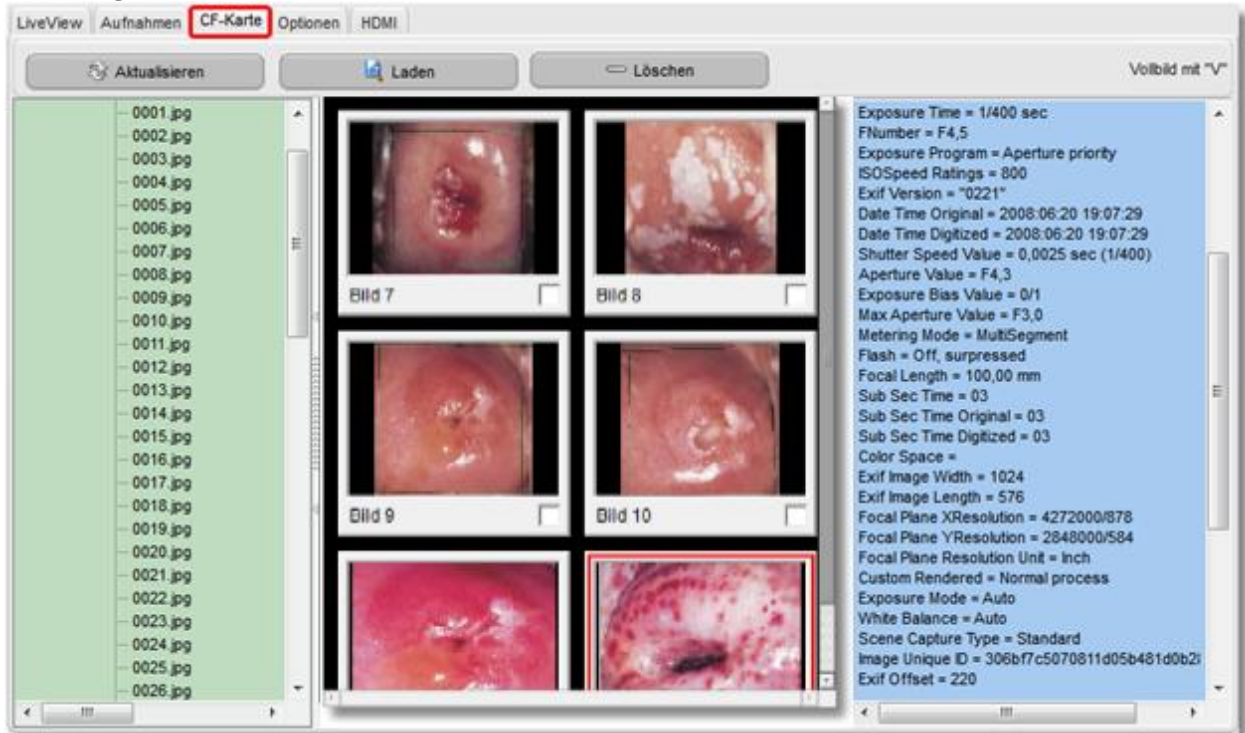 LiveView Aufnahmen CF-Karte Optionen HDMI
Aktualisieren Laden Löschen Vollbild mit "V"
0001.jpg
0002.jpg
0003.jpg
0004.jpg
0005.jpg
0006.jpg
0007.jpg
0008.jpg
0009.jpg
0010.jpg
0011.jpg
0012.jpg
0013.jpg
0014.jpg
0015.jpg
0016.jpg
0017.jpg
0018.jpg
0019.jpg
0020.jpg
0021.jpg
0022.jpg
0023.jpg
0024.jpg
0025.jpg
0026.jpg
Bild 7
Bild 8
Bild 9
Bild 10
Exposure Time = 1/400 sec
FNumber = F4,5
Exposure Program = Aperture priority
ISOSpeed Ratings = 800
Exif Version = "0221"
Date Time Original = 2008:06:20 19:07:29
Date Time Digitized = 2008:06:20 19:07:29
Shutter Speed Value = 0,0025 sec (1/400)
Aperture Value = F4,3
Exposure Bias Value = 0/1
Max Aperture Value = F3,0
Metering Mode = MultiSegment
Flash = Off, surpressed
Focal Length = 100,00 mm
Sub Sec Time = 03
Sub Sec Time Original = 03
Sub Sec Time Digitized = 03
Color Space =
Exif Image Width = 1024
Exif Image Length = 576
Focal Plane XResolution = 4272000/878
Focal Plane YResolution = 2848000/584
Focal Plane Resolution Unit = Inch
Custom Rendered = Normal process
Exposure Mode = Auto
White Balance = Auto
Scene Capture Type = Standard
Image Unique ID = 306bf7c5070811d05b481d0b2
Exif Offset = 220